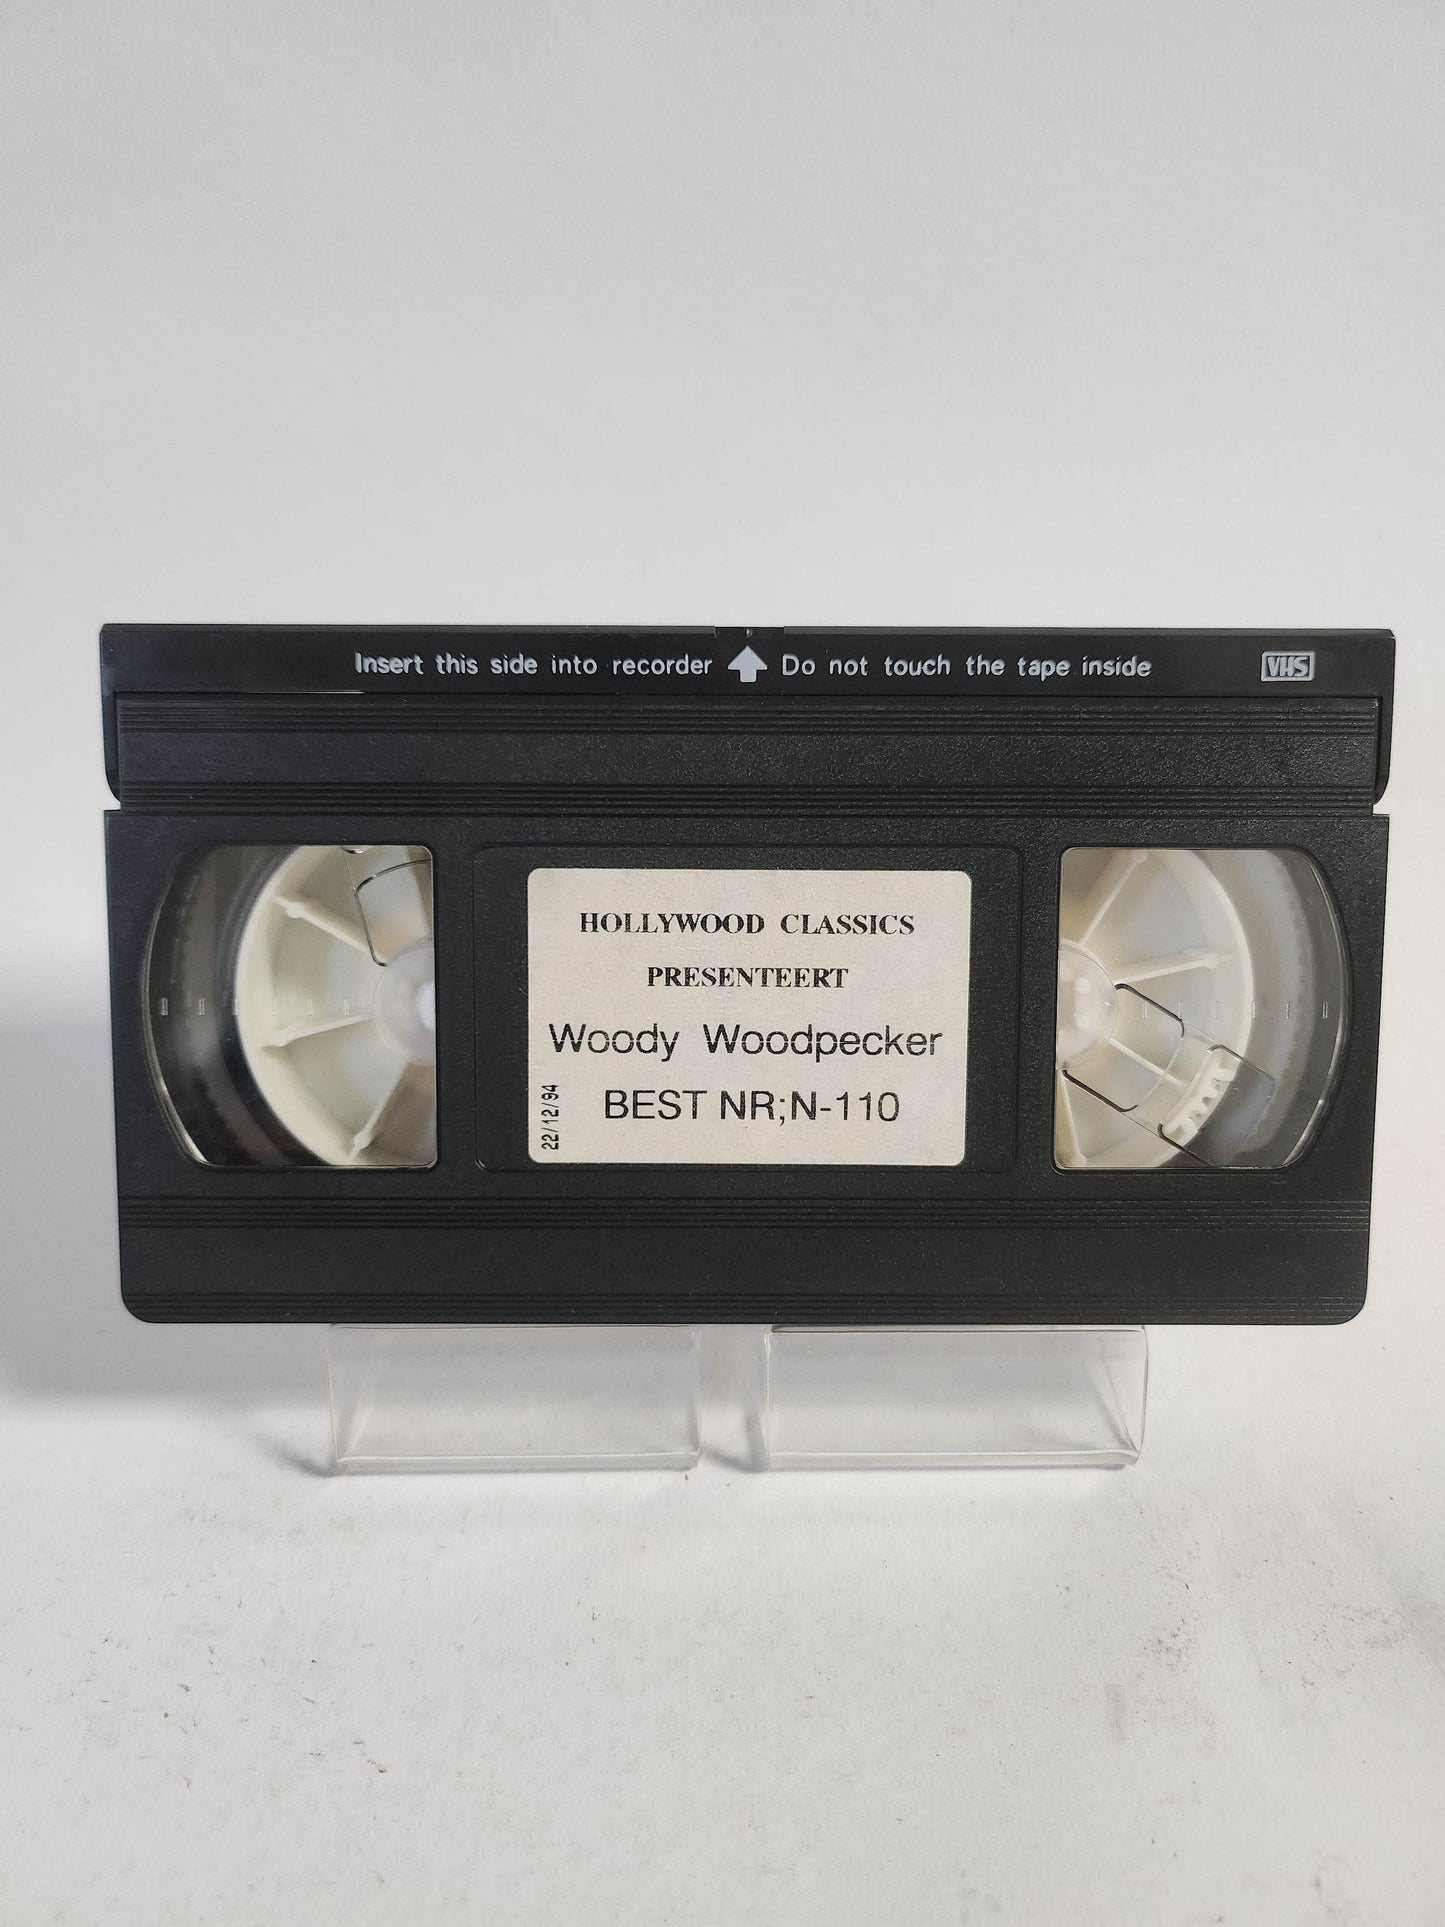 Insert this side into recorder Do not touch the tape inside VHS
HOLLYWOOD CLASSICS
PRESENTEERT
Woody Woodpecker
BEST NR;N-110
22/12/94